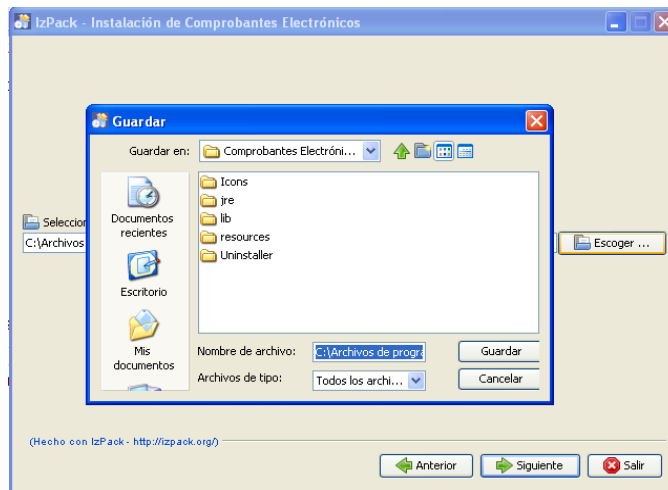 IzPack - Instalación de Comprobantes Electrónicos
Guardar
Guardar en:
Comprobantes Electróni...
Icons
jre
lib
resources
Uninstaller
Documentos
recientes
Escritorio
Mis
documentos
Seleccion
C:\Archivos
Escoger ...
Nombre de archivo:
C:\Archivos de progra
Guardar
Archivos de tipo:
Todos los archi...
Cancelar
(Hecho con IzPack - http://izpack.org/)
Anterior
Siguiente
Salir